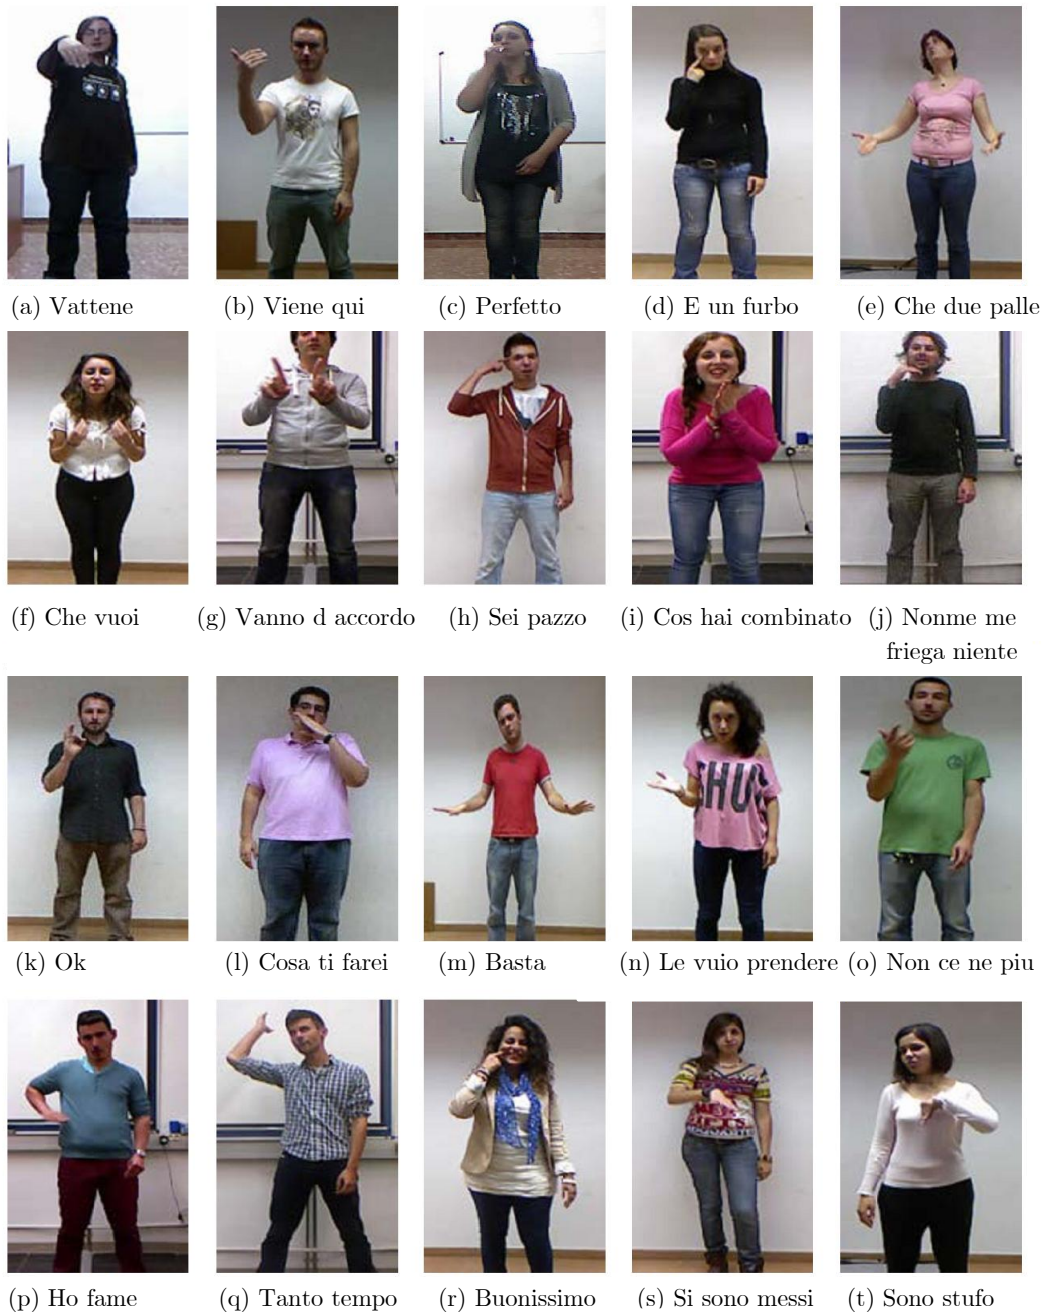 (a) Vattene
(b) Viene qui
(c) Perfetto
(d) E un furbo
(e) Che due palle
(f) Che vuoi
(g) Vanno d accordo
(h) Sei pazzo
(i) Cos hai combinato
(j) Nonme me
friega niente
SHU
(k) Ok
(l) Cosa ti farei
(m) Basta
(n) Le vuio prendere
(o) Non ce ne piu
(p) Ho fame
(q) Tanto tempo
(r) Buonissimo
(s) Si sono messi
(t) Sono stufo